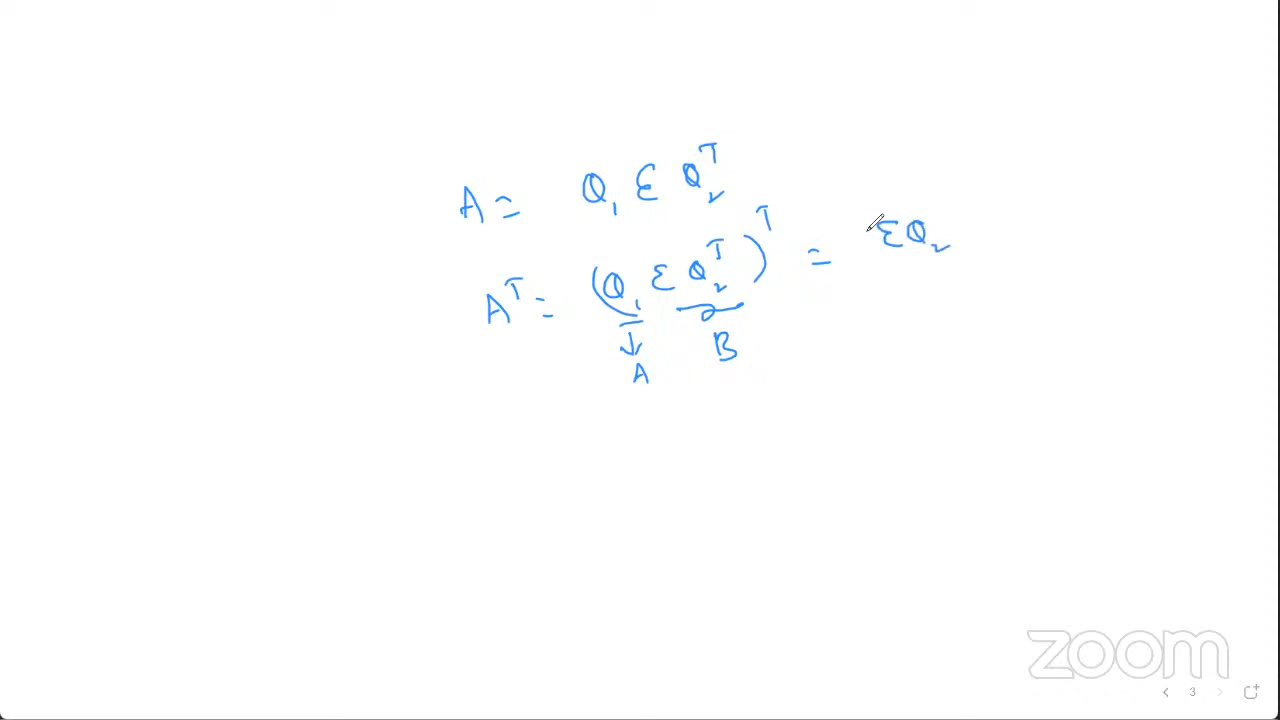 A = Q₁ Σ Q₂ᵀ
Aᵀ = (Q₁ Σ Q₂ᵀ)ᵀ = Σ Q₂
A B
zoom
3